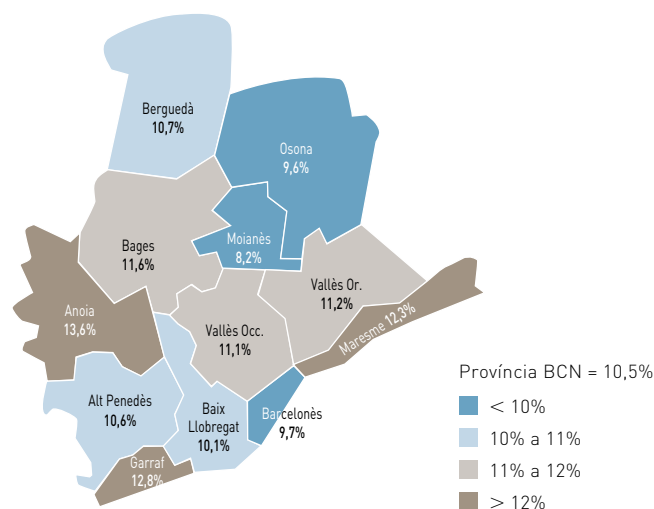 Berguedà
10,7%
Osona
9,6%
Moianès
8,2%
Bages
11,6%
Vallès Or.
11,2%
Anoia
13,6%
Maresme 12,3%
Vallès Occ.
11,1%
Alt Penedès
10,6%
Baix
Llobregat
10,1%
Barcelonès
9,7%
Garraf
12,8%
Província BCN = 10,5%
< 10%
10% a 11%
11% a 12%
> 12%